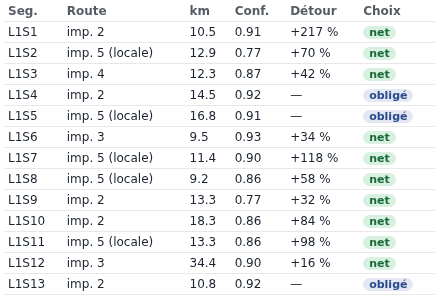 Seg. Route km Conf. Détour Choix
L1S1 imp. 2 10.5 0.91 +217 % net
L1S2 imp. 5 (locale) 12.9 0.77 +70 % net
L1S3 imp. 4 12.3 0.87 +42 % net
L1S4 imp. 2 14.5 0.92 — obligé
L1S5 imp. 5 (locale) 16.8 0.91 — obligé
L1S6 imp. 3 9.5 0.93 +34 % net
L1S7 imp. 5 (locale) 11.4 0.90 +118 % net
L1S8 imp. 5 (locale) 9.2 0.86 +58 % net
L1S9 imp. 2 13.3 0.77 +32 % net
L1S10 imp. 2 18.3 0.86 +84 % net
L1S11 imp. 5 (locale) 13.3 0.86 +98 % net
L1S12 imp. 3 34.4 0.90 +16 % net
L1S13 imp. 2 10.8 0.92 — obligé